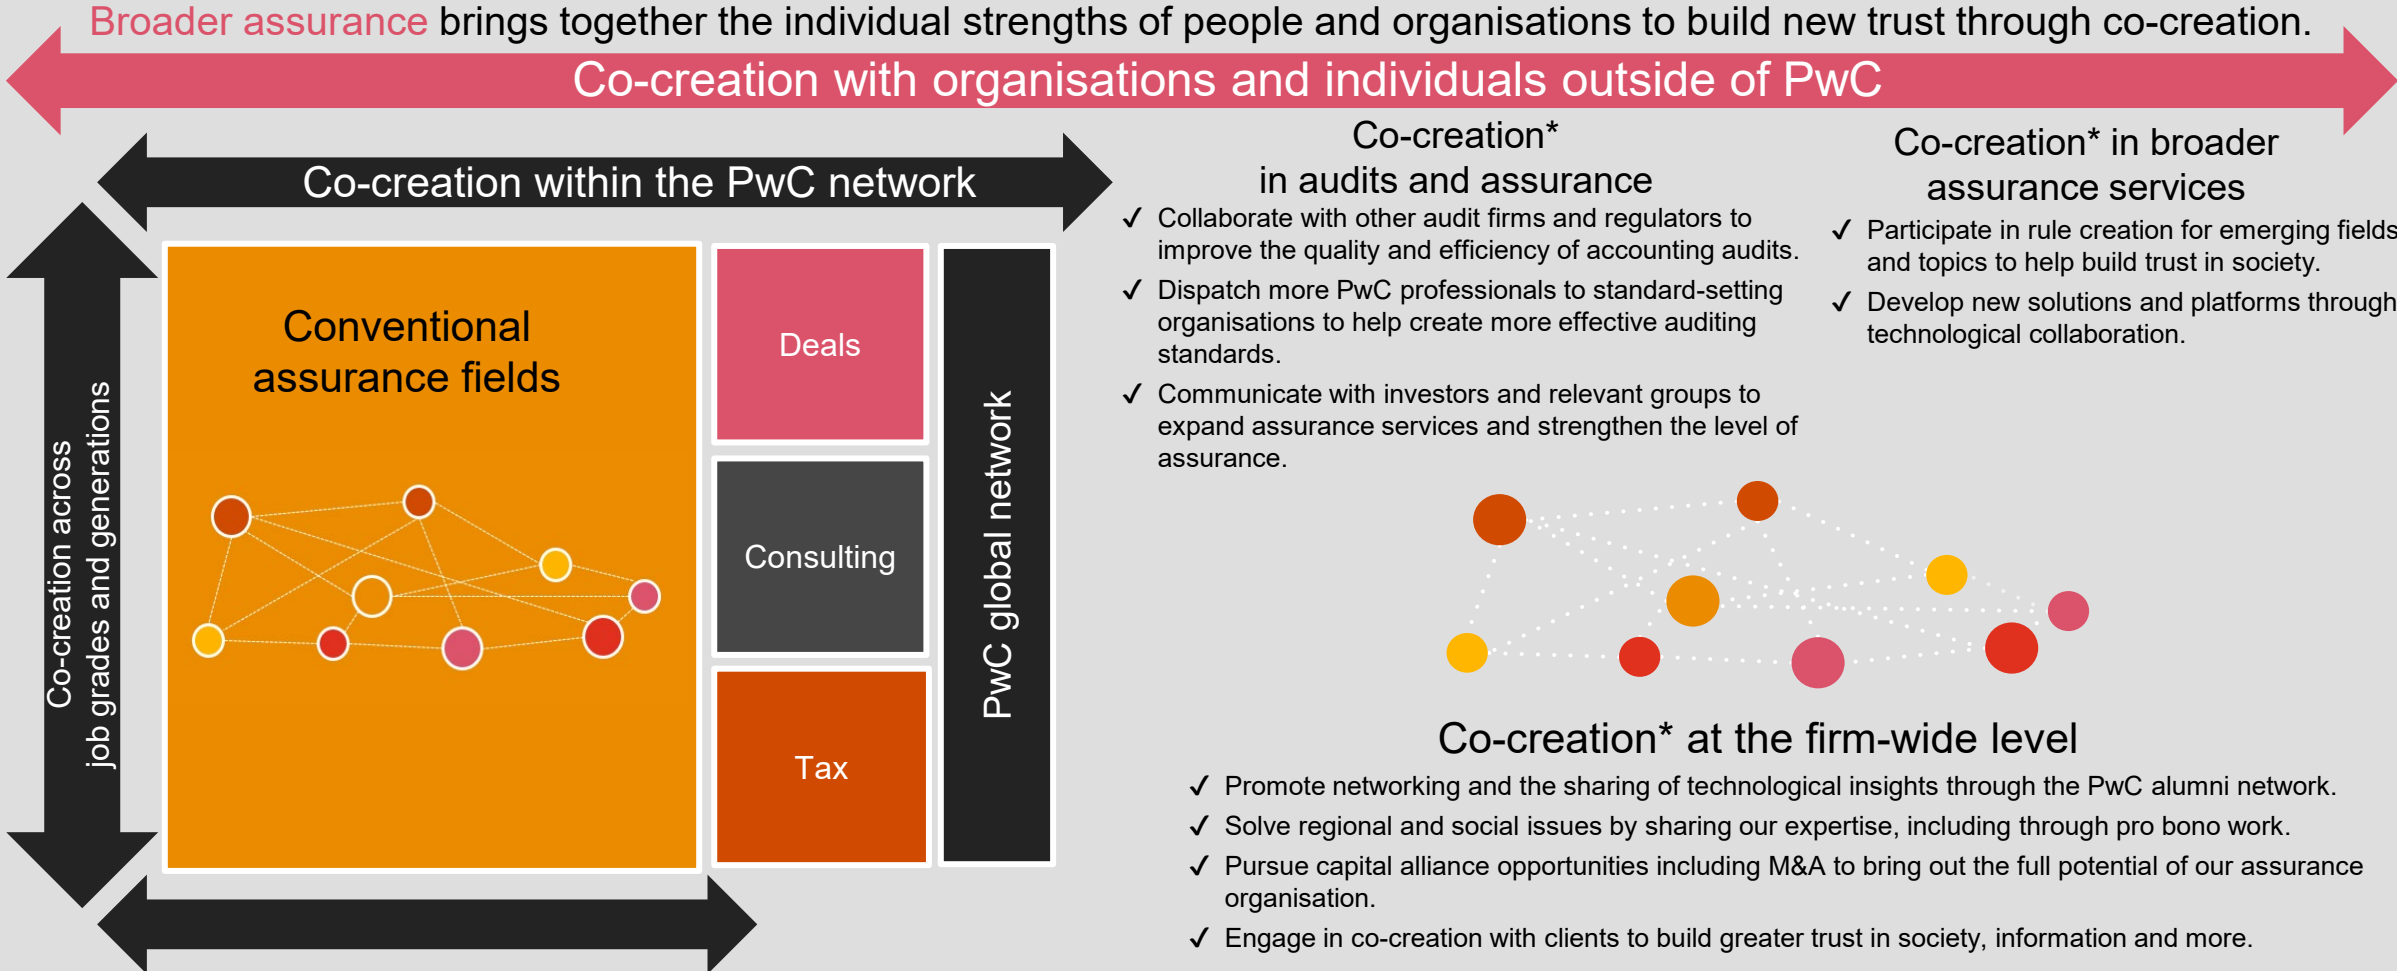 Broader assurance brings together the individual strengths of people and organisations to build new trust through co-creation.
Co-creation with organisations and individuals outside of PwC
Co-creation within the PwC network
Co-creation across
job grades and generations
Conventional
assurance fields
Deals
Consulting
Tax
PwC global network
Co-creation*
in audits and assurance
✓ Collaborate with other audit firms and regulators to
improve the quality and efficiency of accounting audits.
✓ Dispatch more PwC professionals to standard-setting
organisations to help create more effective auditing
standards.
✓ Communicate with investors and relevant groups to
expand assurance services and strengthen the level of
assurance.
Co-creation* in broader
assurance services
✓ Participate in rule creation for emerging fields
and topics to help build trust in society.
✓ Develop new solutions and platforms through
technological collaboration.
Co-creation* at the firm-wide level
✓ Promote networking and the sharing of technological insights through the PwC alumni network.
✓ Solve regional and social issues by sharing our expertise, including through pro bono work.
✓ Pursue capital alliance opportunities including M&A to bring out the full potential of our assurance
organisation.
✓ Engage in co-creation with clients to build greater trust in society, information and more.